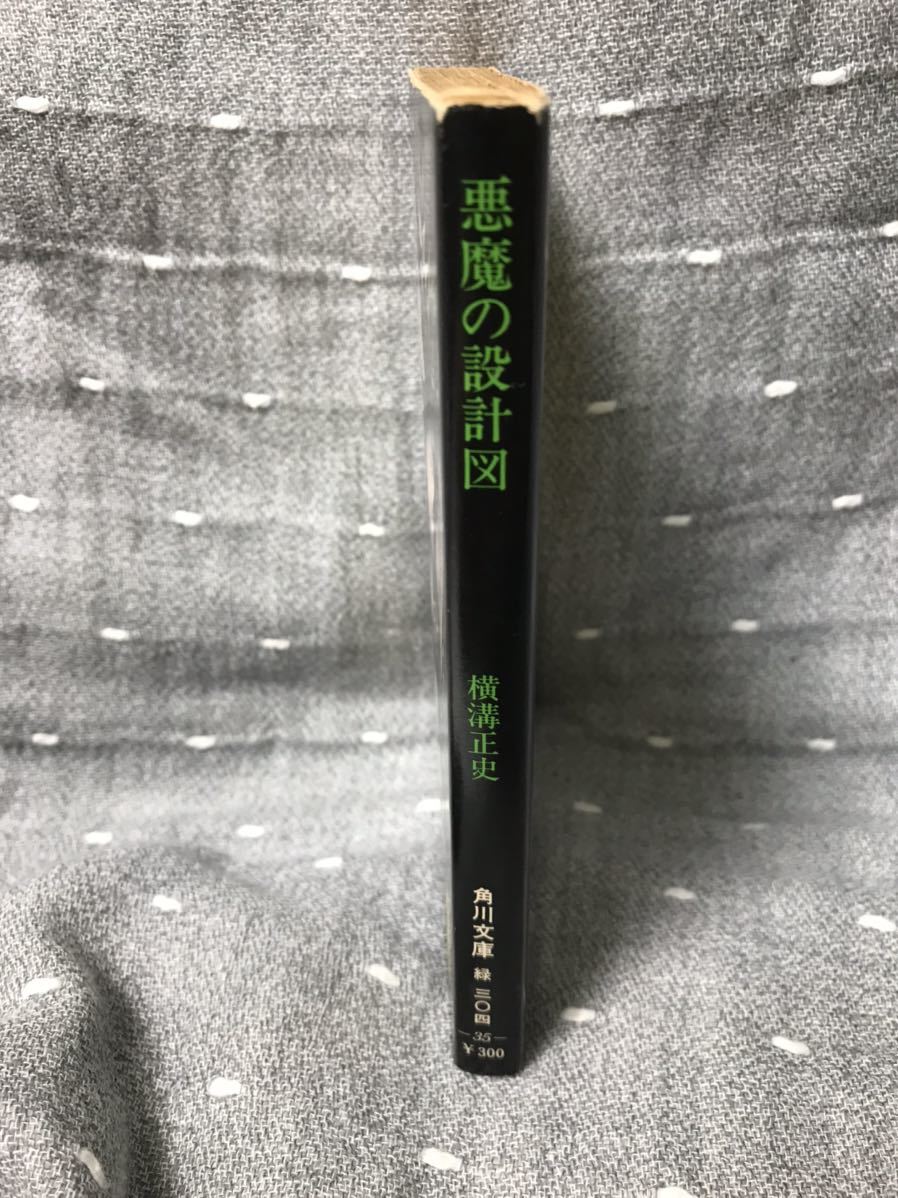 悪魔の設計図
横溝正史
角川文庫
緑 三〇四
—35—
¥300